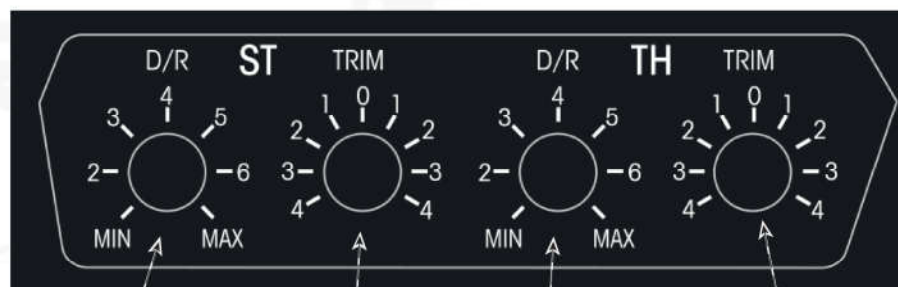 D/R ST TRIM D/R TH TRIM
4 0 4 0
3 5 1 1 3 5 1 1
2 2 2 2
2 6 3 3 2 6 3 3
4 4 4 4
MIN MAX MIN MAX